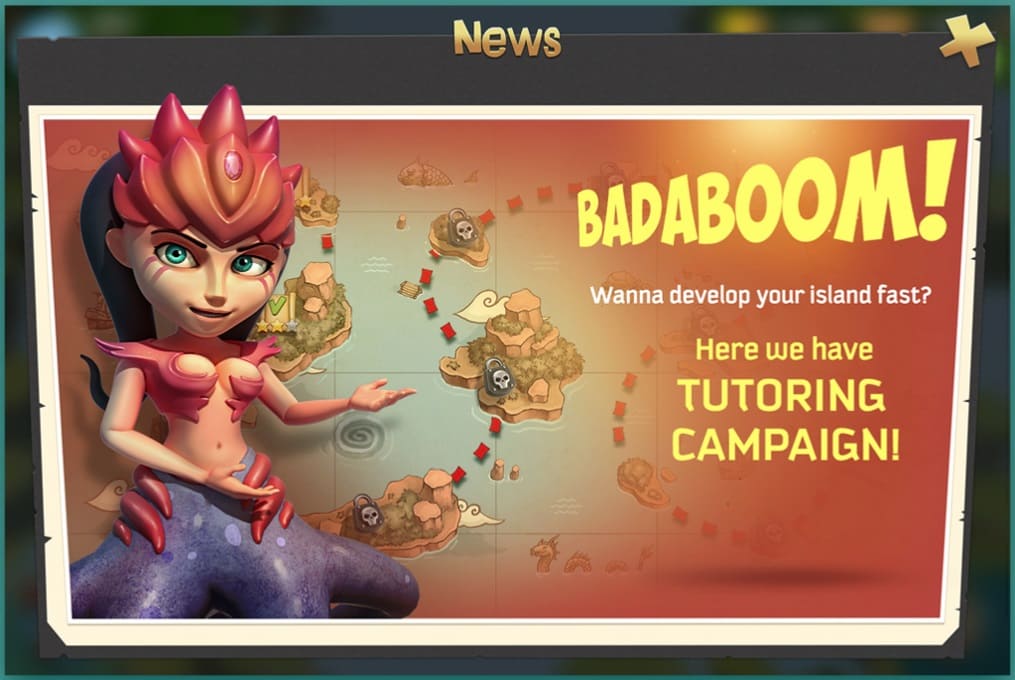 News
BADABOOM!
Wanna develop your island fast?
Here we have
TUTORING
CAMPAIGN!